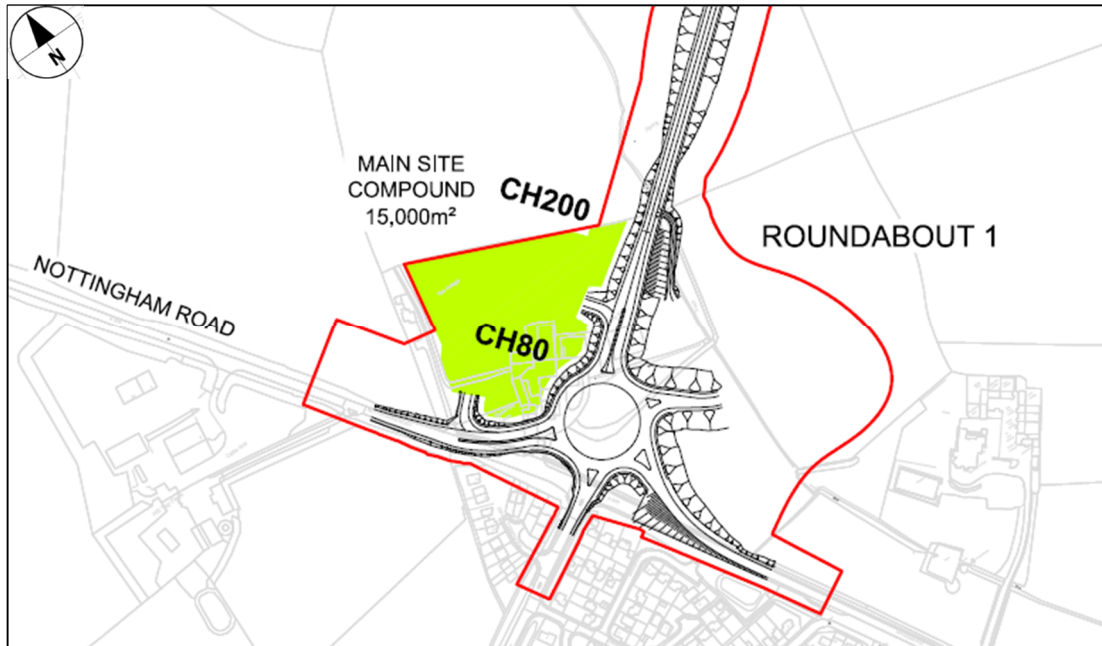 N
MAIN SITE
COMPOUND
15,000m²
CH200
ROUNDABOUT 1
NOTTINGHAM ROAD
CH80